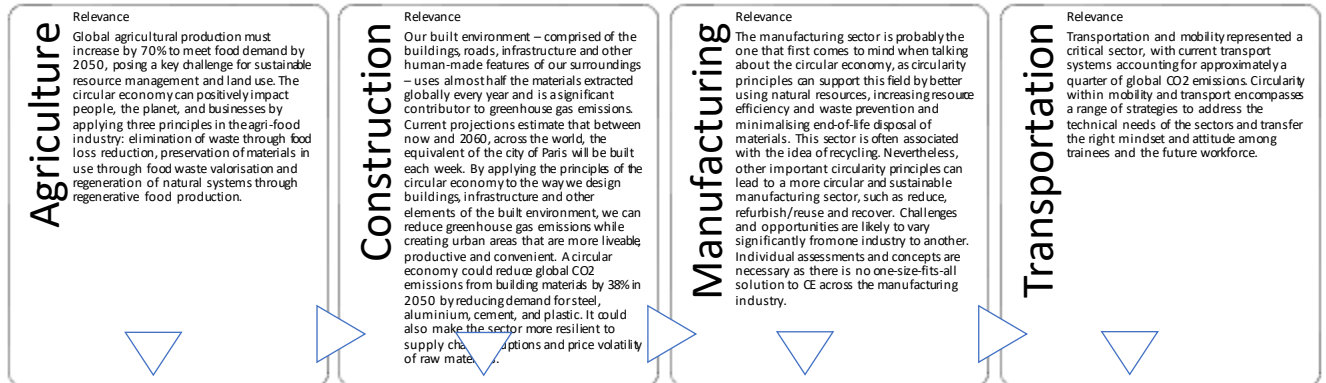 Agriculture
Relevance
Global agricultural production must
increase by 70% to meet food demand by
2050, posing a key challenge for sustainable
resource management and land use. The
circular economy can positively impact
people, the planet, and businesses by
applying three principles in the agri-food
industry: elimination of waste through food
loss reduction, preservation of materials in
use through food waste valorisation and
regeneration of natural systems through
regenerative food production.
Construction
Relevance
Our built environment – comprised of the
buildings, roads, infrastructure and other
human-made features of our surroundings
– uses almost half the materials extracted
globally every year and is a significant
contributor to greenhouse gas emissions.
Current projections estimate that between
now and 2060, across the world, the
equivalent of the city of Paris will be built
each week. By applying the principles of the
circular economy to the way we design
buildings, infrastructure and other
elements of the built environment, we can
reduce greenhouse gas emissions while
creating urban areas that are more liveable,
productive and convenient. A circular
economy could reduce global CO2
emissions from building materials by 38% in
2050 by reducing demand for steel,
aluminium, cement, and plastic. It could
also make the sector more resilient to
supply and price volatility
of raw
Manufacturing
Relevance
The manufacturing sector is probably the
one that first comes to mind when talking
about the circular economy, as circularity
principles can support this field by better
using natural resources, increasing resource
efficiency and waste prevention and
minimalising end-of-life disposal of
materials. This sector is often associated
with the idea of recycling. Nevertheless,
other important circularity principles can
lead to a more circular and sustainable
manufacturing sector, such as reduce,
refurbish/reuse and recover. Challenges
and opportunities are likely to vary
significantly from one industry to another.
Individual assessments and concepts are
necessary as there is no one-size-fits-all
solution to CE across the manufacturing
industry.
Transportation
Relevance
Transportation and mobility represented a
critical sector, with current transport
systems accounting for approximately a
quarter of global CO2 emissions. Circularity
within mobility and transport encompasses
a range of strategies to address the
technical needs of the sectors and transfer
the right mindset and attitude among
trainees and the future workforce.